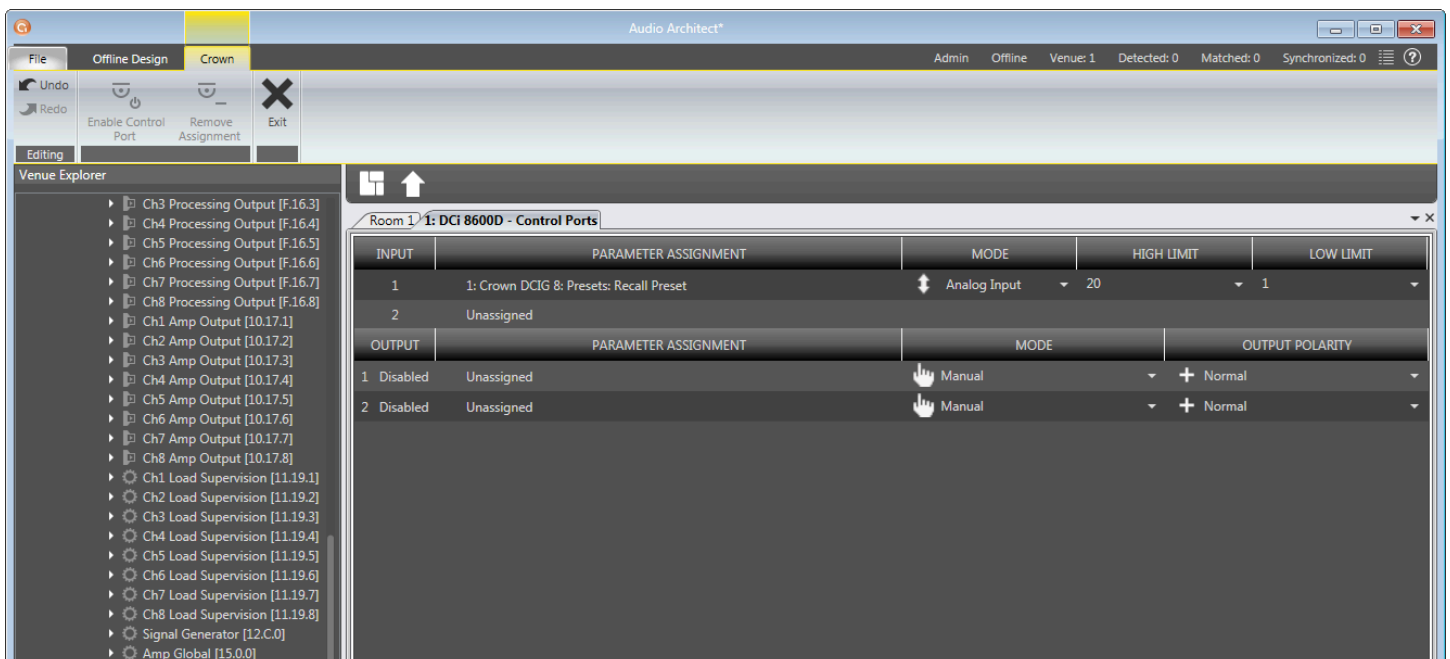 Audio Architect*
File Offline Design Crown Admin Offline Venue: 1 Detected: 0 Matched: 0 Synchronized: 0 ?
Undo
Redo
Enable Control Port
Remove Assignment
Exit
Editing
Venue Explorer
Ch3 Processing Output [F.16.3]
Ch4 Processing Output [F.16.4]
Ch5 Processing Output [F.16.5]
Ch6 Processing Output [F.16.6]
Ch7 Processing Output [F.16.7]
Ch8 Processing Output [F.16.8]
Ch1 Amp Output [10.17.1]
Ch2 Amp Output [10.17.2]
Ch3 Amp Output [10.17.3]
Ch4 Amp Output [10.17.4]
Ch5 Amp Output [10.17.5]
Ch6 Amp Output [10.17.6]
Ch7 Amp Output [10.17.7]
Ch8 Amp Output [10.17.8]
Ch1 Load Supervision [11.19.1]
Ch2 Load Supervision [11.19.2]
Ch3 Load Supervision [11.19.3]
Ch4 Load Supervision [11.19.4]
Ch5 Load Supervision [11.19.5]
Ch6 Load Supervision [11.19.6]
Ch7 Load Supervision [11.19.7]
Ch8 Load Supervision [11.19.8]
Signal Generator [12.C.0]
Amp Global [15.0.0]
Room 1 1: DCi 8600D - Control Ports
INPUT PARAMETER ASSIGNMENT MODE HIGH LIMIT LOW LIMIT
1 1: Crown DCIG 8: Presets: Recall Preset Analog Input 20 1
2 Unassigned
OUTPUT PARAMETER ASSIGNMENT MODE OUTPUT POLARITY
1 Disabled Unassigned Manual Normal
2 Disabled Unassigned Manual Normal